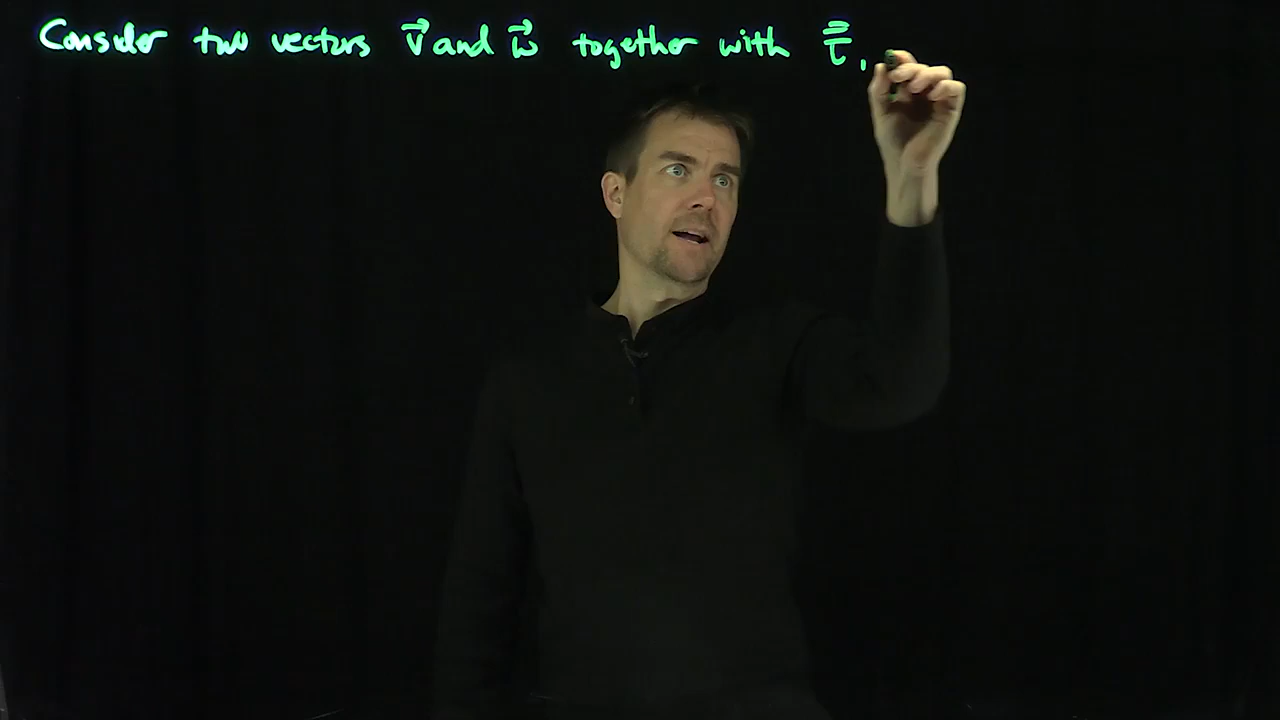 Consider two vectors v⃗ and w⃗ together with τ̿,